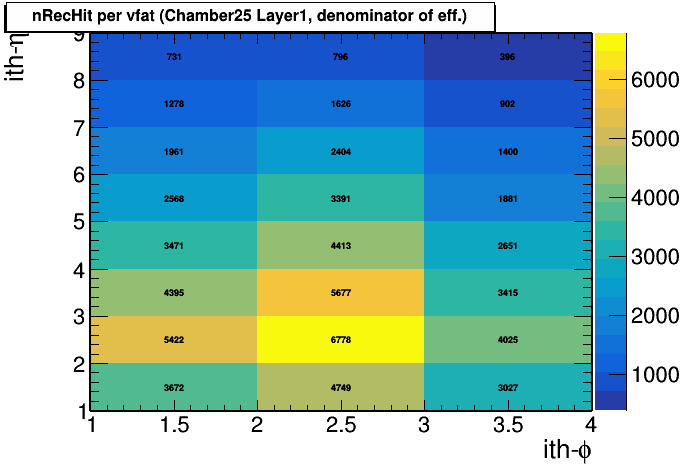 nRecHit per vfat (Chamber25 Layer1, denominator of eff.)
ith-η
9
8
7
6
5
4
3
2
1
731 796 396
1278 1626 902
1961 2404 1400
2568 3391 1881
3471 4413 2651
4395 5677 3415
5422 6778 4025
3672 4749 3027
1 1.5 2 2.5 3 3.5 4
ith-ϕ
6000
5000
4000
3000
2000
1000